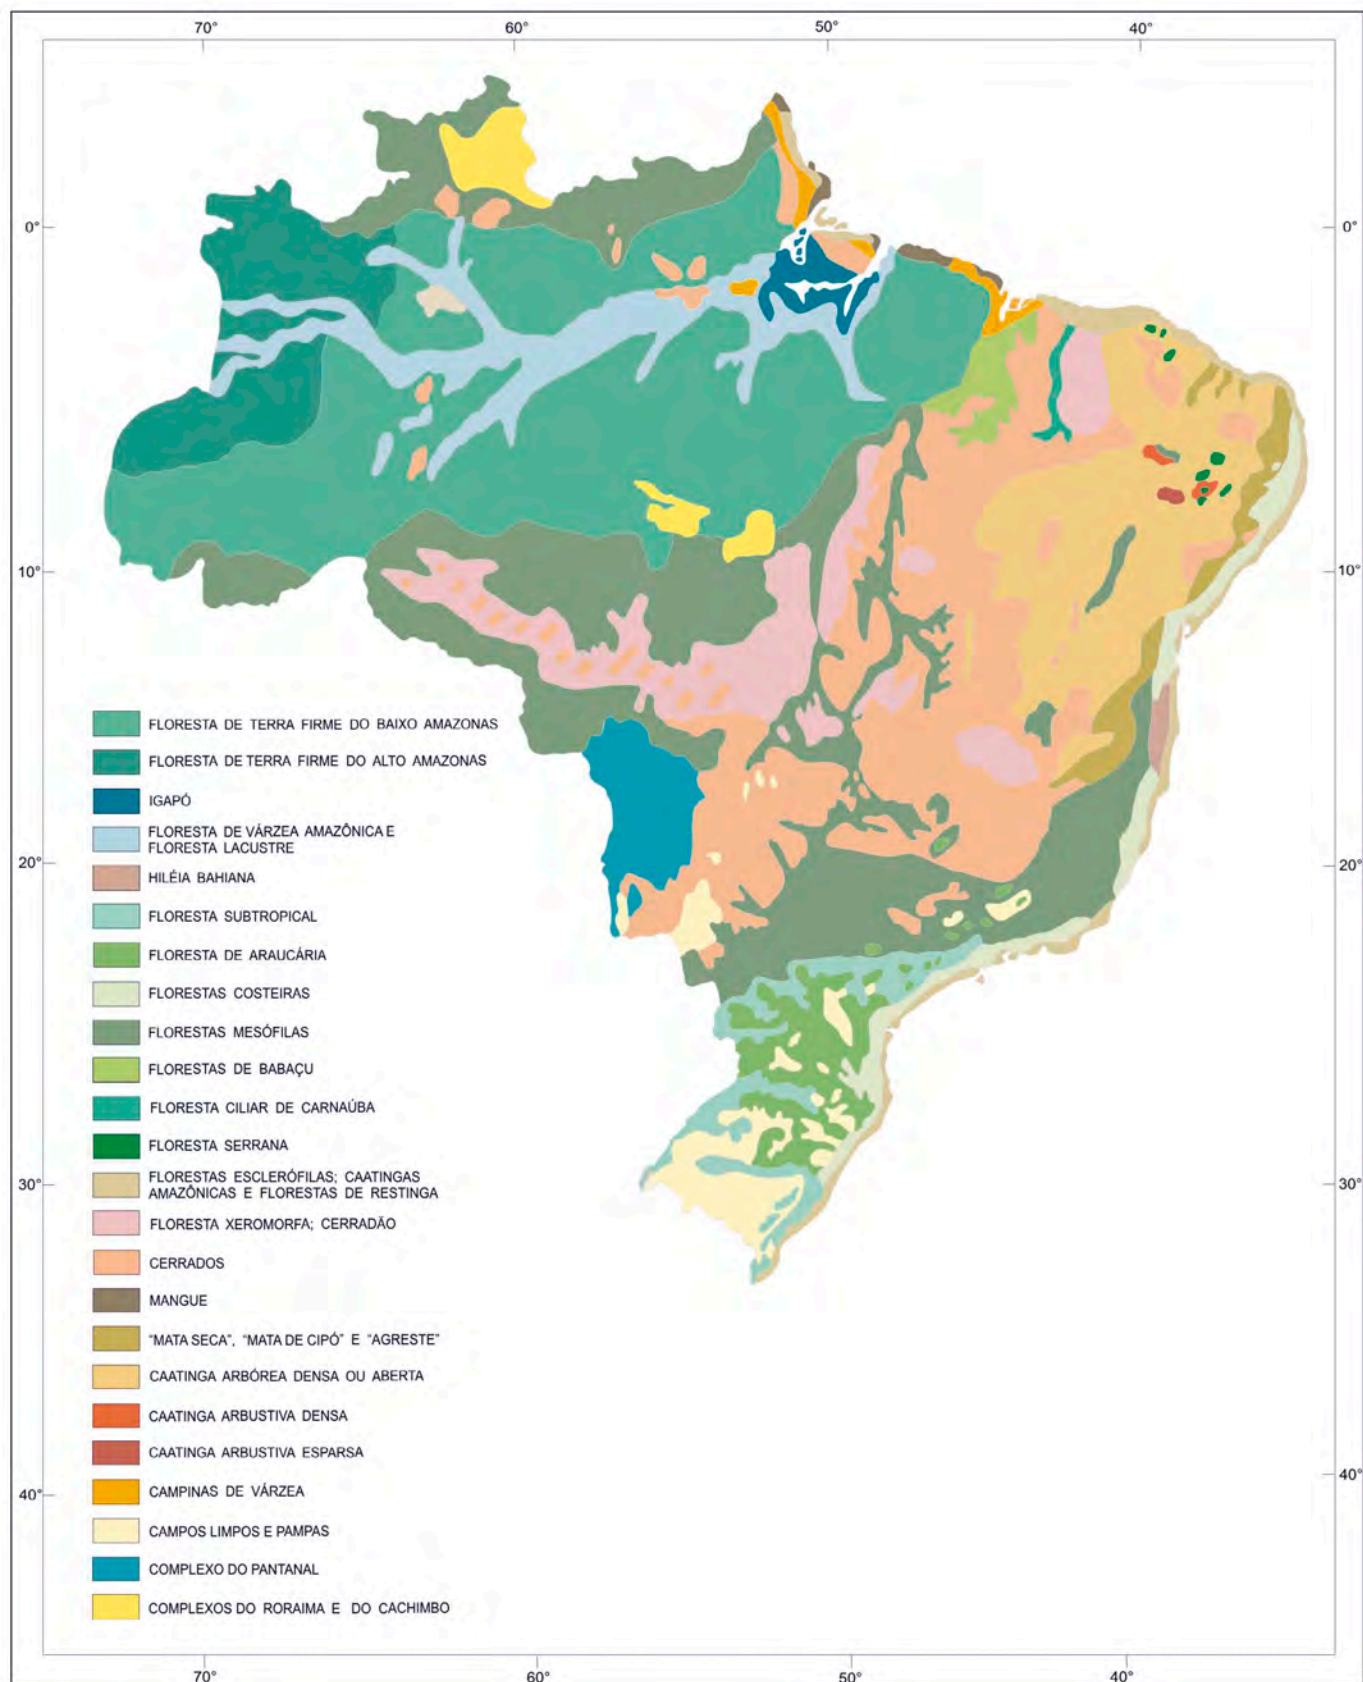 70°
60°
50°
40°
0°
0°
10°
10°
20°
20°
30°
30°
40°
40°
FLORESTA DE TERRA FIRME DO BAIXO AMAZONAS
FLORESTA DE TERRA FIRME DO ALTO AMAZONAS
IGAPÓ
FLORESTA DE VÁRZEA AMAZÔNICA E
FLORESTA LACUSTRE
HILÉIA BAHIANA
FLORESTA SUBTROPICAL
FLORESTA DE ARAUCÁRIA
FLORESTAS COSTEIRAS
FLORESTAS MESÓFILAS
FLORESTAS DE BABAÇU
FLORESTA CILIAR DE CARNAÚBA
FLORESTA SERRANA
FLORESTAS ESCLERÓFILAS; CAATINGAS
AMAZÔNICAS E FLORESTAS DE RESTINGA
FLORESTA XEROMORFA; CERRADÃO
CERRADOS
MANGUE
“MATA SECA”, “MATA DE CIPÓ” E “AGRESTE”
CAATINGA ARBÓREA DENSA OU ABERTA
CAATINGA ARBUSTIVA DENSA
CAATINGA ARBUSTIVA ESPARSA
CAMPINAS DE VÁRZEA
CAMPOS LIMPOS E PAMPAS
COMPLEXO DO PANTANAL
COMPLEXOS DO RORAIMA E DO CACHIMBO
70°
60°
50°
40°